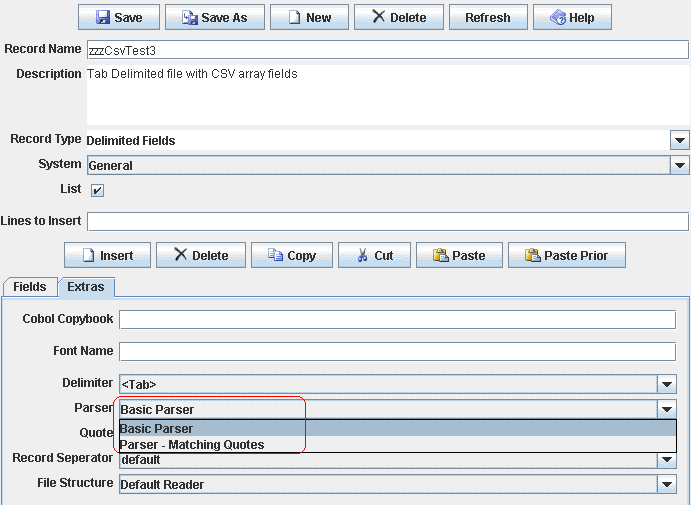 Save Save As New Delete Refresh Help
Record Name zzzCsvTest3
Description Tab Delimited file with CSV array fields
Record Type Delimited Fields
System General
List
Lines to Insert
Insert Delete Copy Cut Paste Paste Prior
Fields Extras
Cobol Copybook
Font Name
Delimiter <Tab>
Parser Basic Parser
Basic Parser
Quote
Parser - Matching Quotes
Record Seperator default
File Structure Default Reader